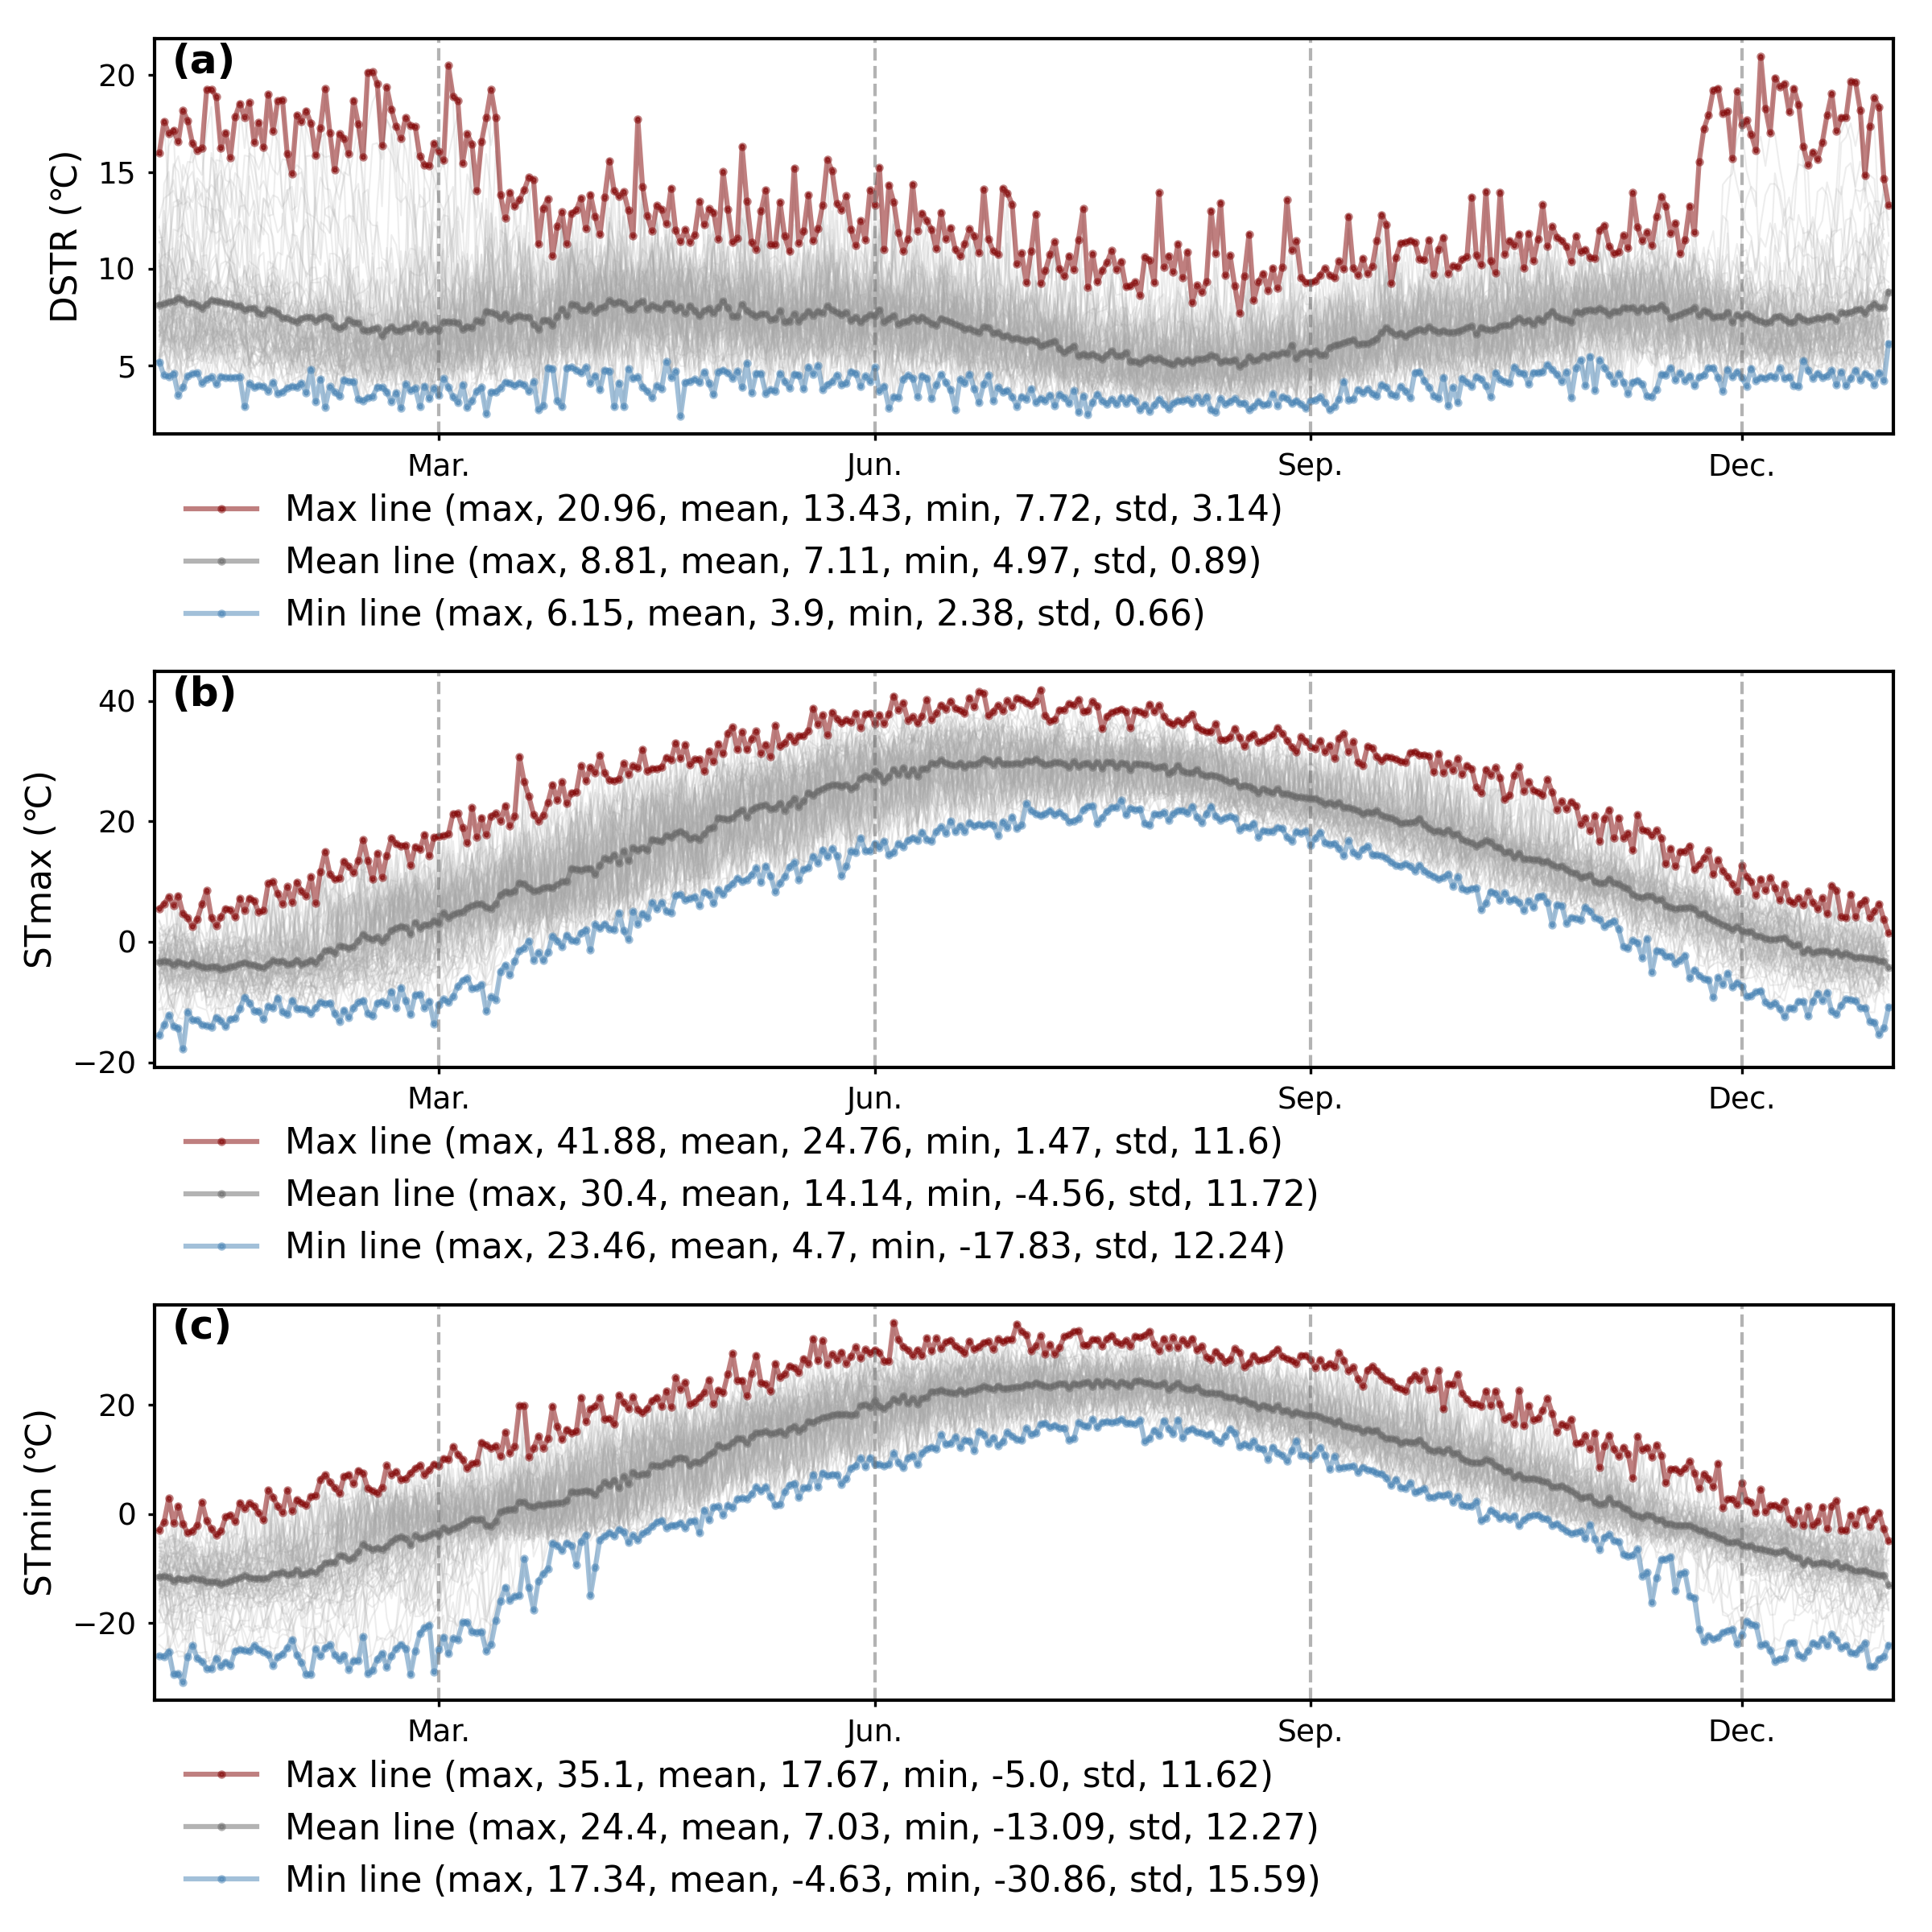 (a)
DSTR (℃)
20
15
10
5
Mar. Jun. Sep. Dec.
Max line (max, 20.96, mean, 13.43, min, 7.72, std, 3.14)
Mean line (max, 8.81, mean, 7.11, min, 4.97, std, 0.89)
Min line (max, 6.15, mean, 3.9, min, 2.38, std, 0.66)
(b)
STmax (℃)
40
20
0
−20
Mar. Jun. Sep. Dec.
Max line (max, 41.88, mean, 24.76, min, 1.47, std, 11.6)
Mean line (max, 30.4, mean, 14.14, min, -4.56, std, 11.72)
Min line (max, 23.46, mean, 4.7, min, -17.83, std, 12.24)
(c)
STmin (℃)
20
0
−20
Mar. Jun. Sep. Dec.
Max line (max, 35.1, mean, 17.67, min, -5.0, std, 11.62)
Mean line (max, 24.4, mean, 7.03, min, -13.09, std, 12.27)
Min line (max, 17.34, mean, -4.63, min, -30.86, std, 15.59)